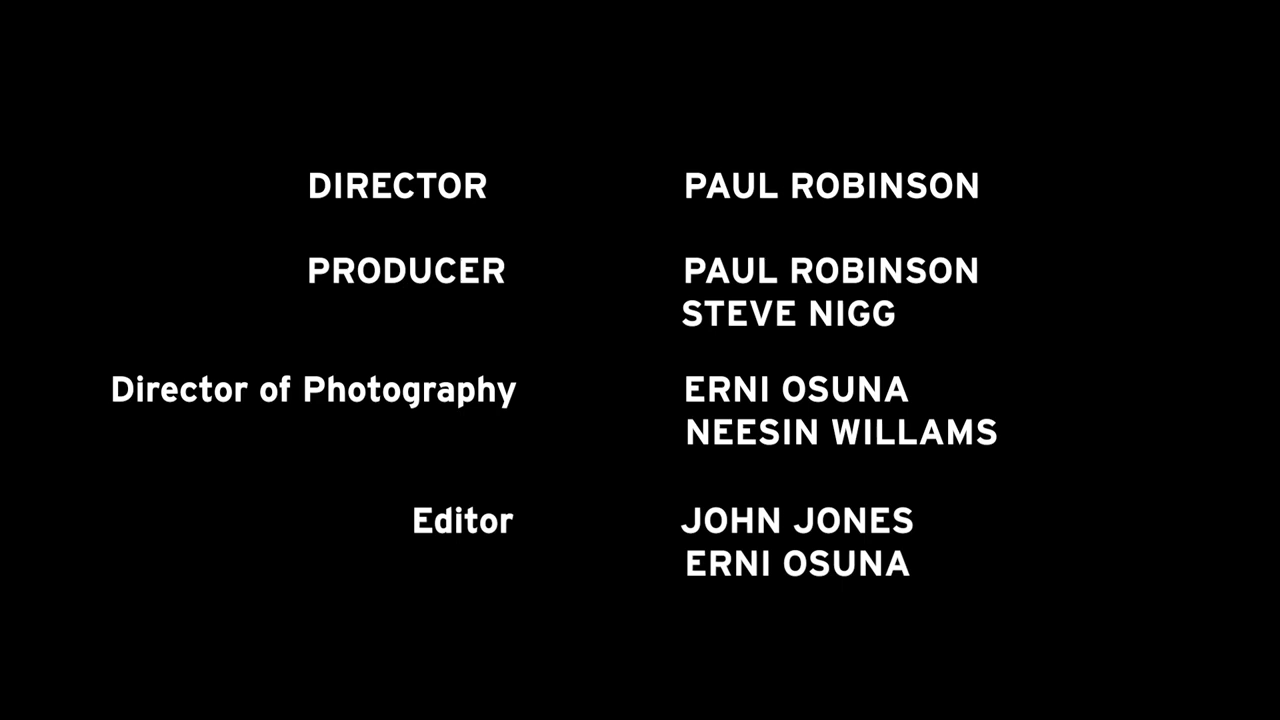 DIRECTOR PAUL ROBINSON
PRODUCER PAUL ROBINSON
STEVE NIGG
Director of Photography ERNI OSUNA
NEESIN WILLAMS
Editor JOHN JONES
ERNI OSUNA